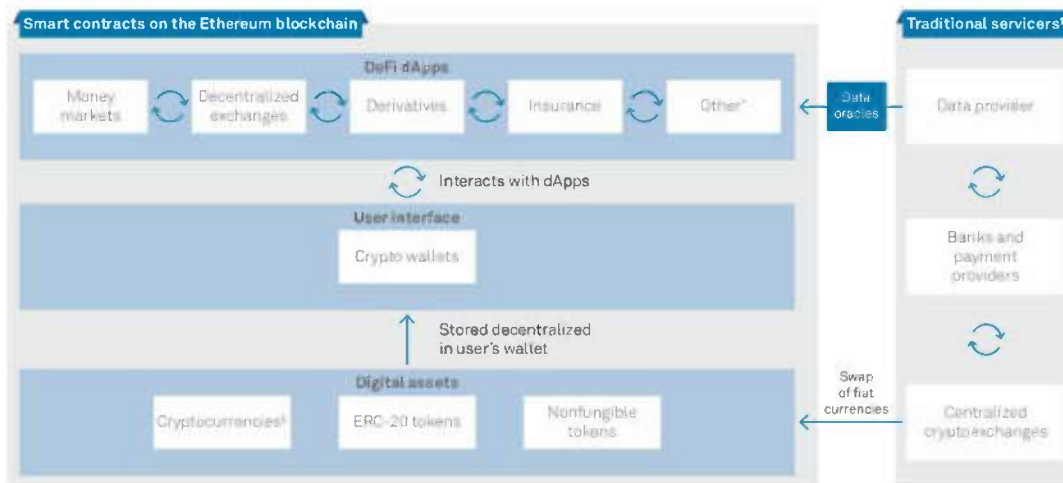 Smart contracts on the Ethereum blockchain
Traditional servicers
DeFi dApps
Money
markets
Decentralized
exchanges
Derivatives
Insurance
Other*
Data
oracles
Data provider
Interacts with dApps
User interface
Crypto wallets
Banks and
payment
providers
Stored decentralized
in user's wallet
Digital assets
Cryptocurrencies
ERC-20 tokens
Nonfungible
tokens
Swap
of fiat
currencies
Centralized
crypto exchanges